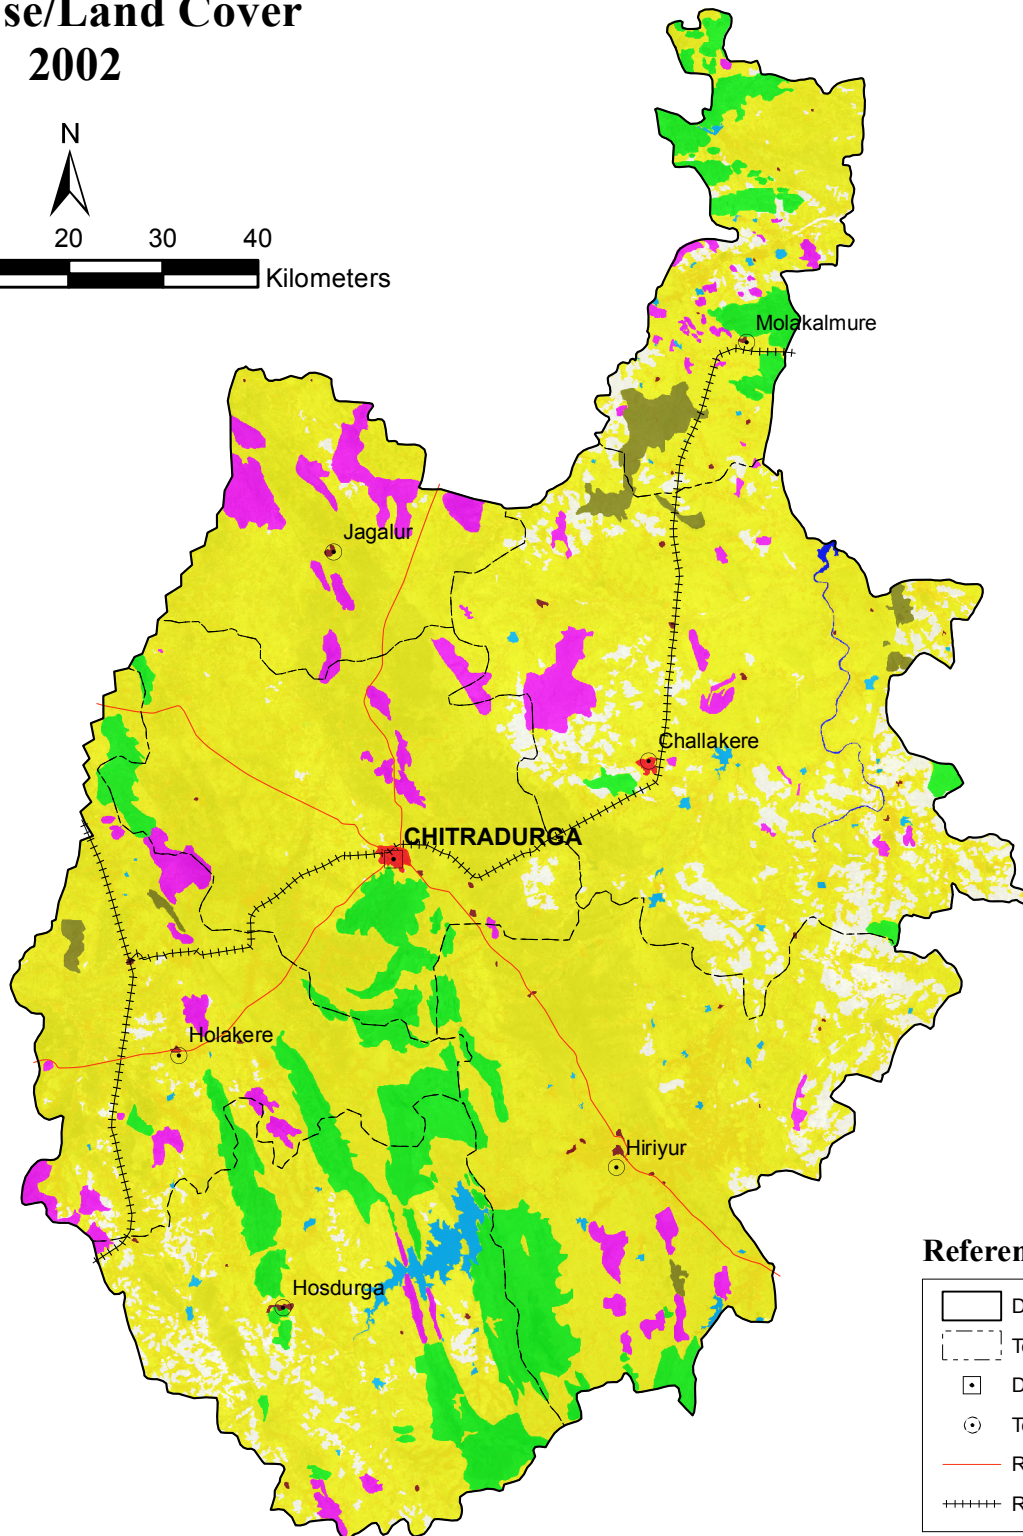 se/Land Cover
2002
N
20 30 40
Kilometers
Molakalmure
Jagalur
Challakere
CHITRADURGA
Holakere
Hiriyur
Hosdurga
Referen
D
T
D
T
R
R